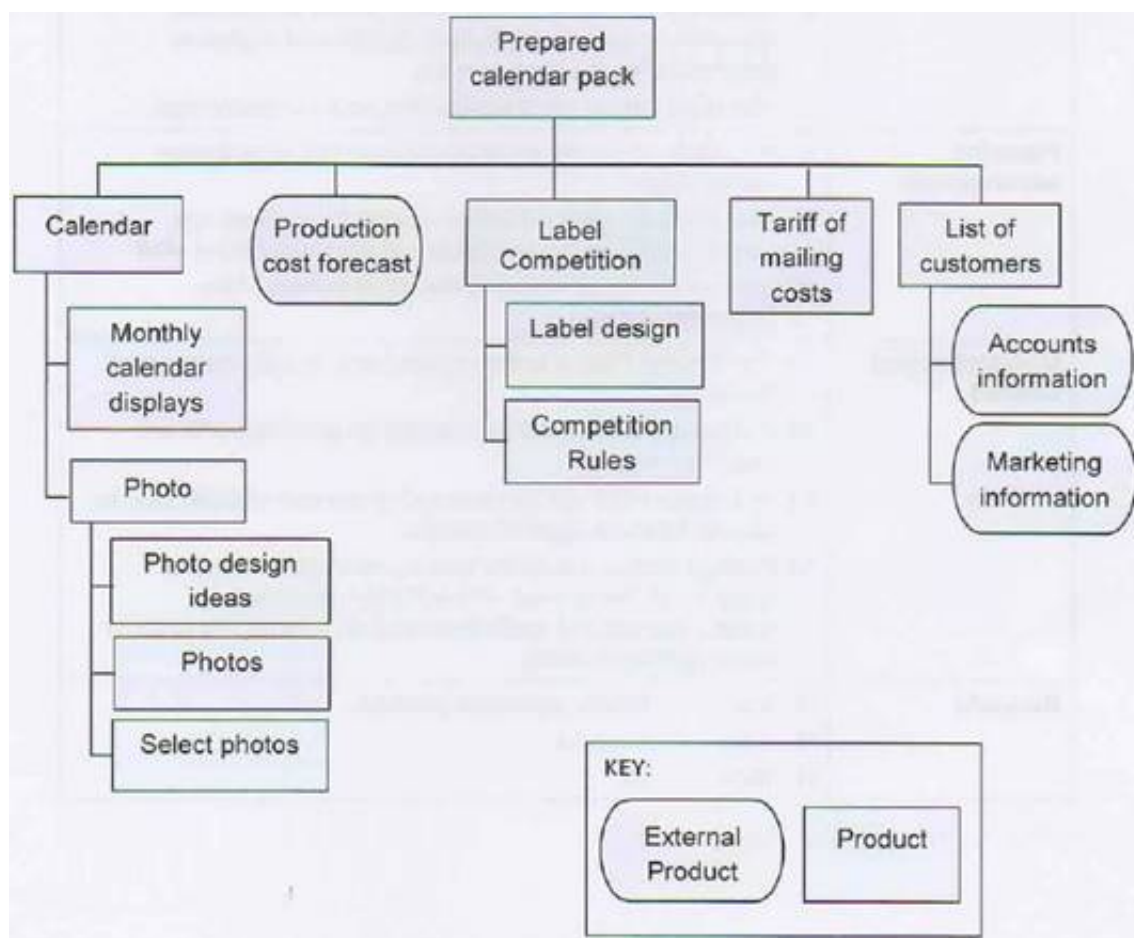 Prepared
calendar pack
Calendar
Production
cost forecast
Label
Competition
Tariff of
mailing
costs
List of
customers
Monthly
calendar
displays
Label design
Accounts
information
Competition
Rules
Marketing
information
Photo
Photo design
ideas
Photos
Select photos
KEY:
External
Product
Product